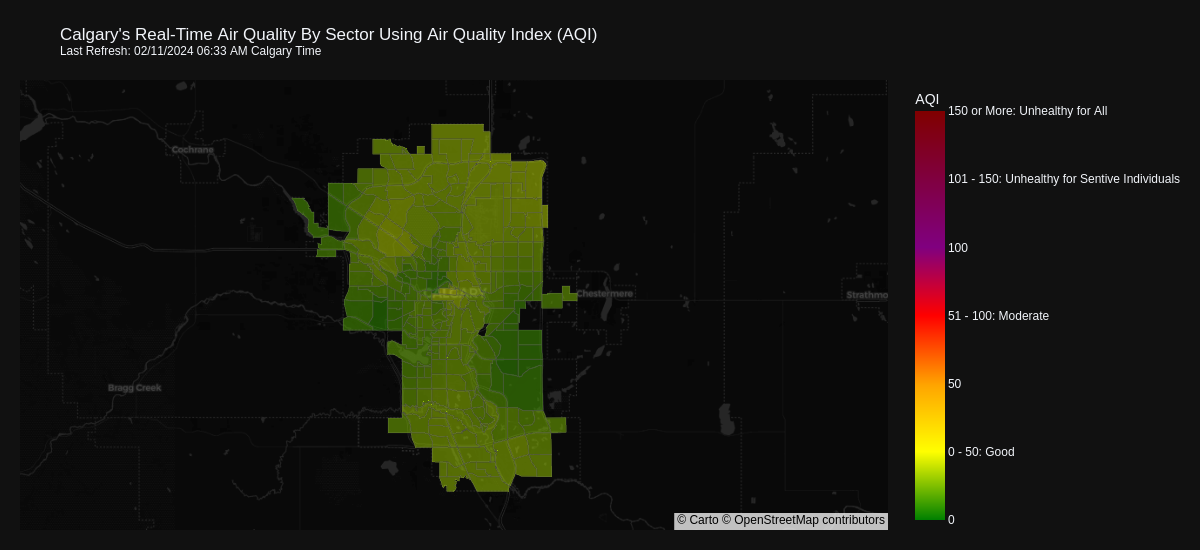 Calgary's Real-Time Air Quality By Sector Using Air Quality Index (AQI)
Last Refresh: 02/11/2024 06:33 AM Calgary Time
AQI
150 or More: Unhealthy for All
Cochrane
101 - 150: Unhealthy for Sentive Individuals
100
CALGARY
Chestermere
Strathmo
51 - 100: Moderate
Bragg Creek
50
0 - 50: Good
0
© Carto © OpenStreetMap contributors